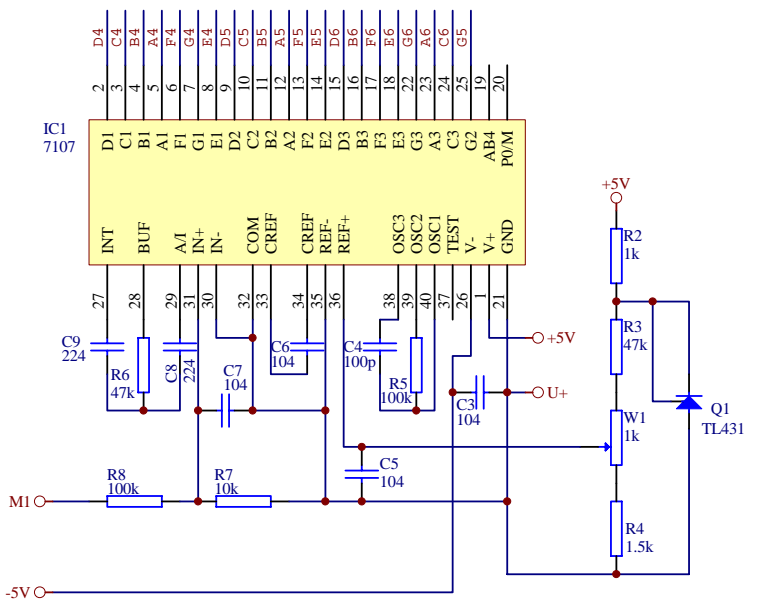 D4 C4 B4 A4 F4 G4 E4 D5 C5 B5 A5 F5 E5 D6 B6 F6 E6 G6 A6 C6 G5
2 3 4 5 6 7 8 9 10 11 12 13 14 15 16 17 18 22 23 24 25 19 20
IC1
7107
D1 C1 B1 A1 F1 G1 E1 D2 C2 B2 A2 F2 E2 D3 B3 F3 E3 G3 A3 C3 G2 AB4 P0/M
INT BUF A/I IN+ IN- COM CREF CREF REF- REF+ OSC3 OSC2 OSC1 TEST V- V+ GND
27 28 29 31 30 32 33 34 35 36 38 39 40 37 26 1 21
+5V
R2
1k
R3
47k
W1
1k
Q1
TL431
R4
1.5k
C9
224
R6
47k
C8
224
C7
104
C6
104
C4
100p
R5
100k
C3
104
+5V
U+
C5
104
M1
R8
100k
R7
10k
-5V